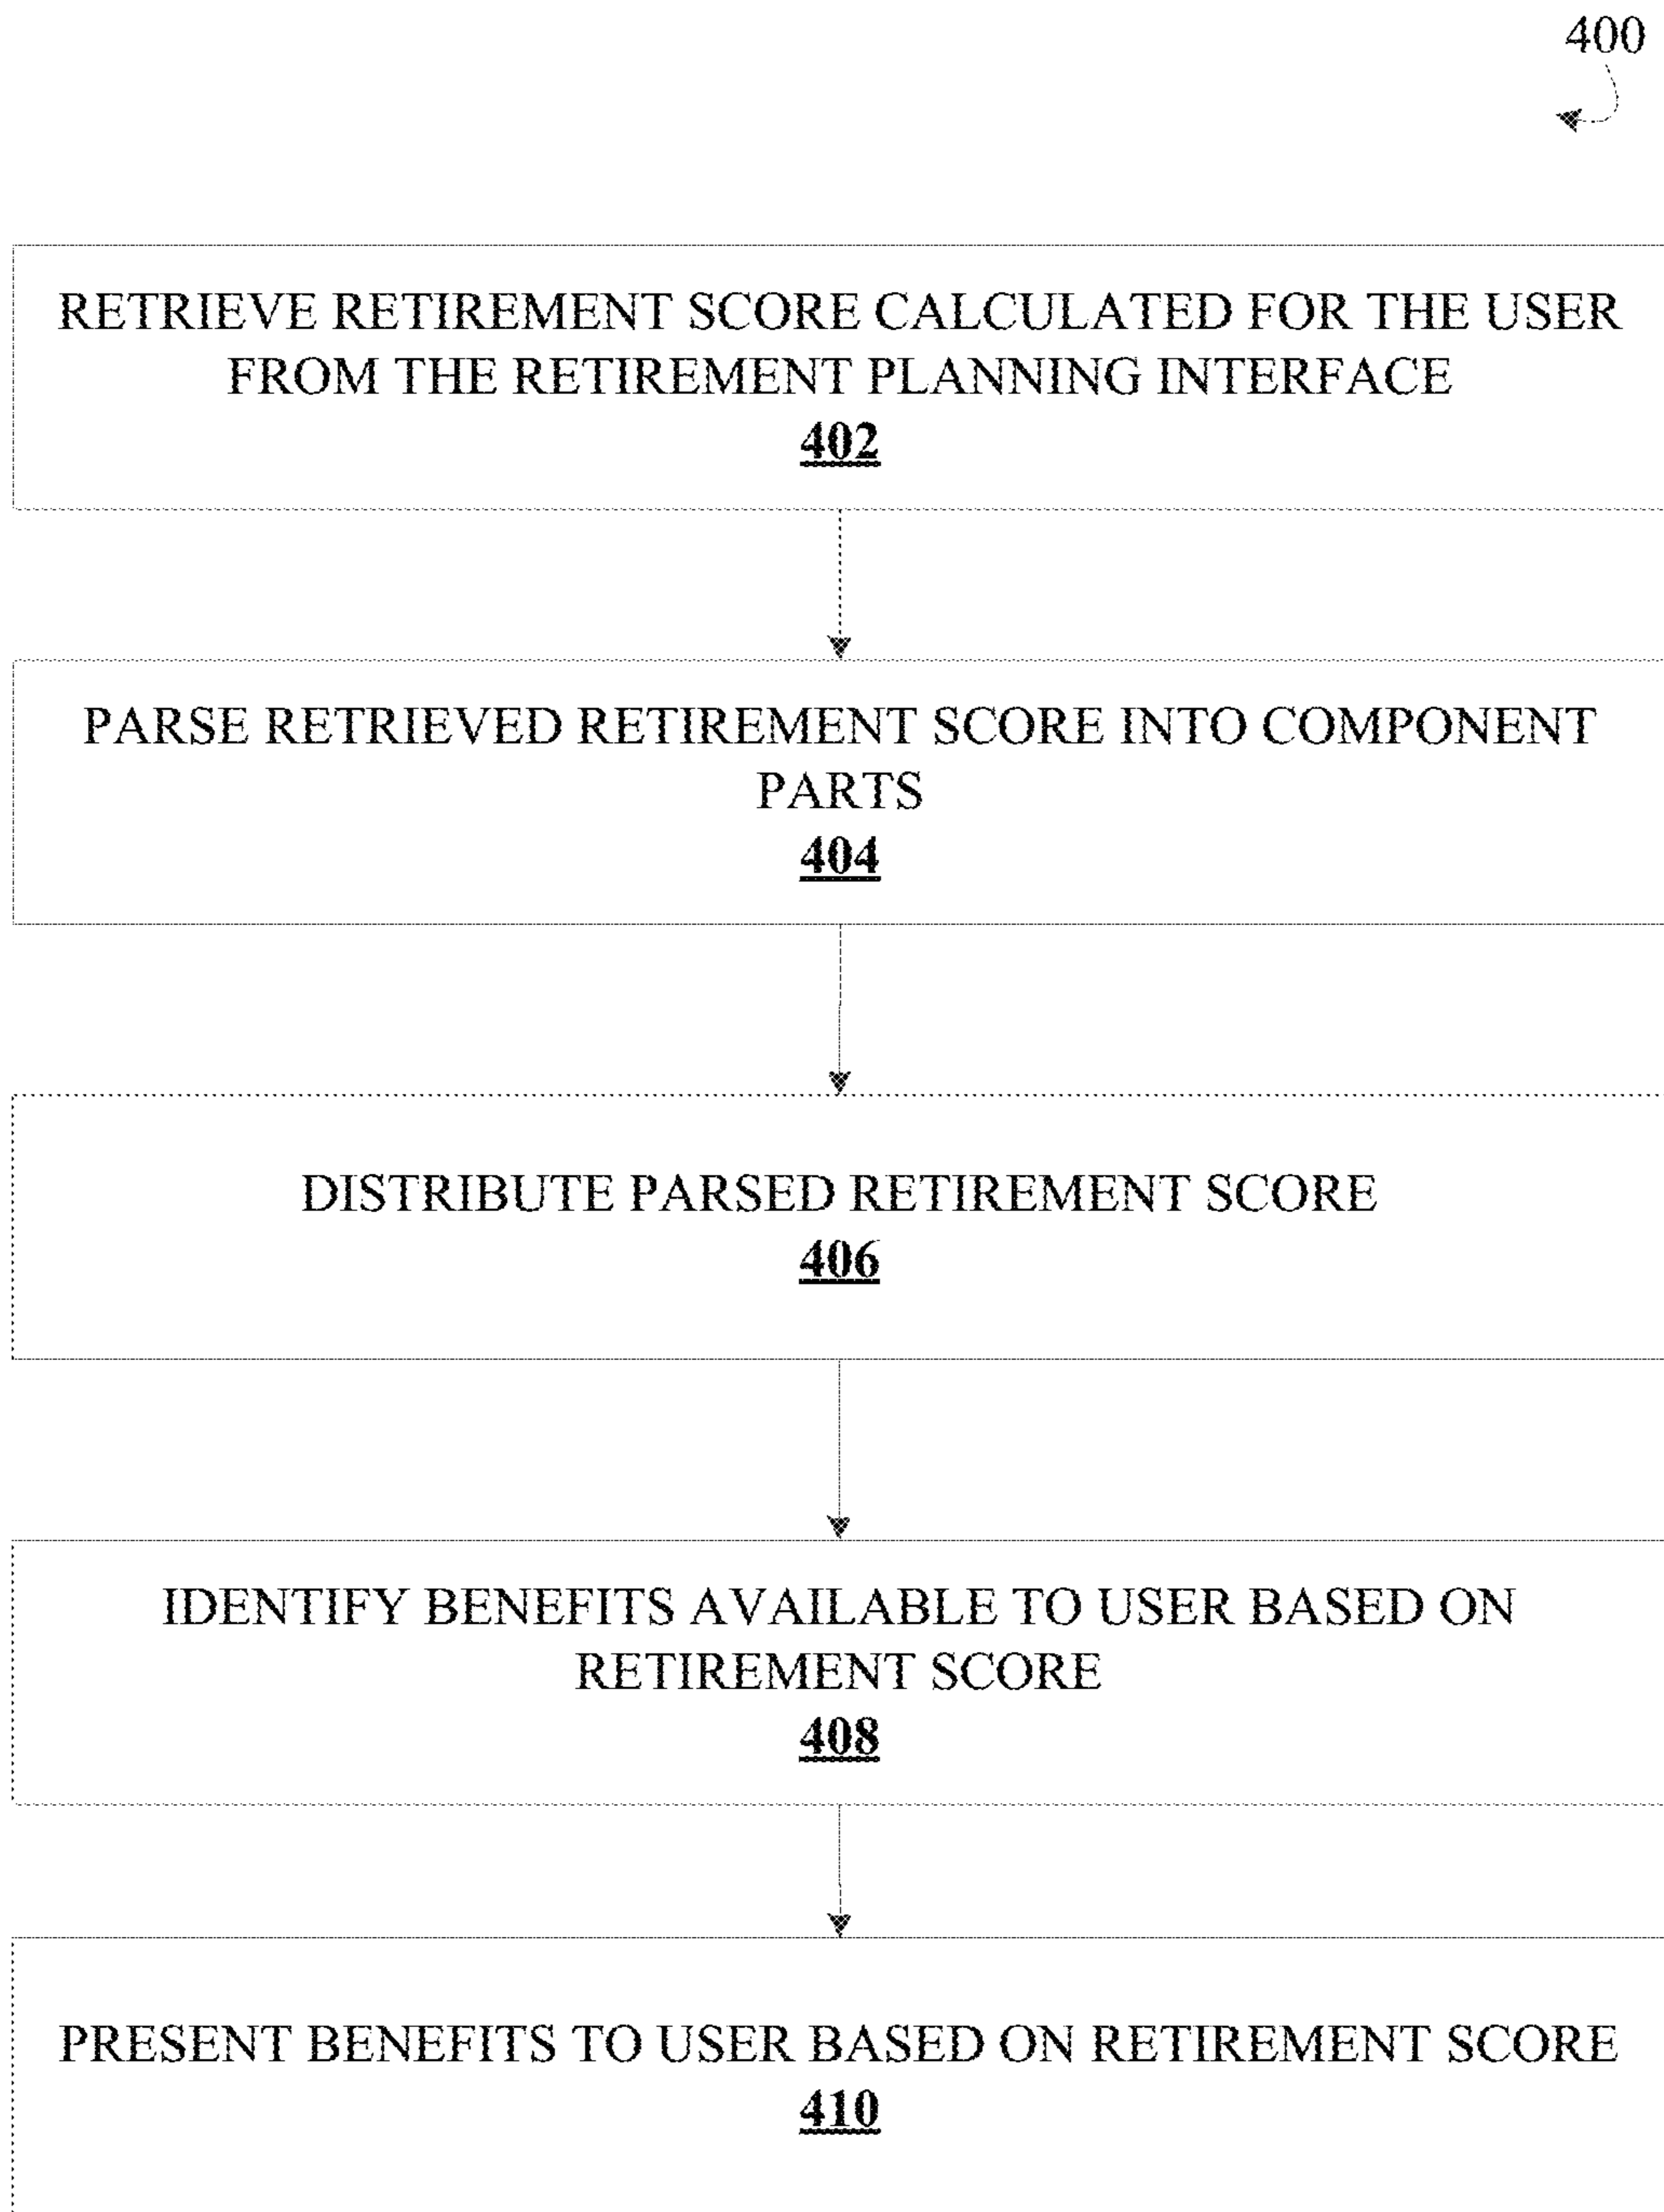 400
RETRIEVE RETIREMENT SCORE CALCULATED FOR THE USER
FROM THE RETIREMENT PLANNING INTERFACE
402
PARSE RETRIEVED RETIREMENT SCORE INTO COMPONENT
PARTS
404
DISTRIBUTE PARSED RETIREMENT SCORE
406
IDENTIFY BENEFITS AVAILABLE TO USER BASED ON
RETIREMENT SCORE
408
PRESENT BENEFITS TO USER BASED ON RETIREMENT SCORE
410